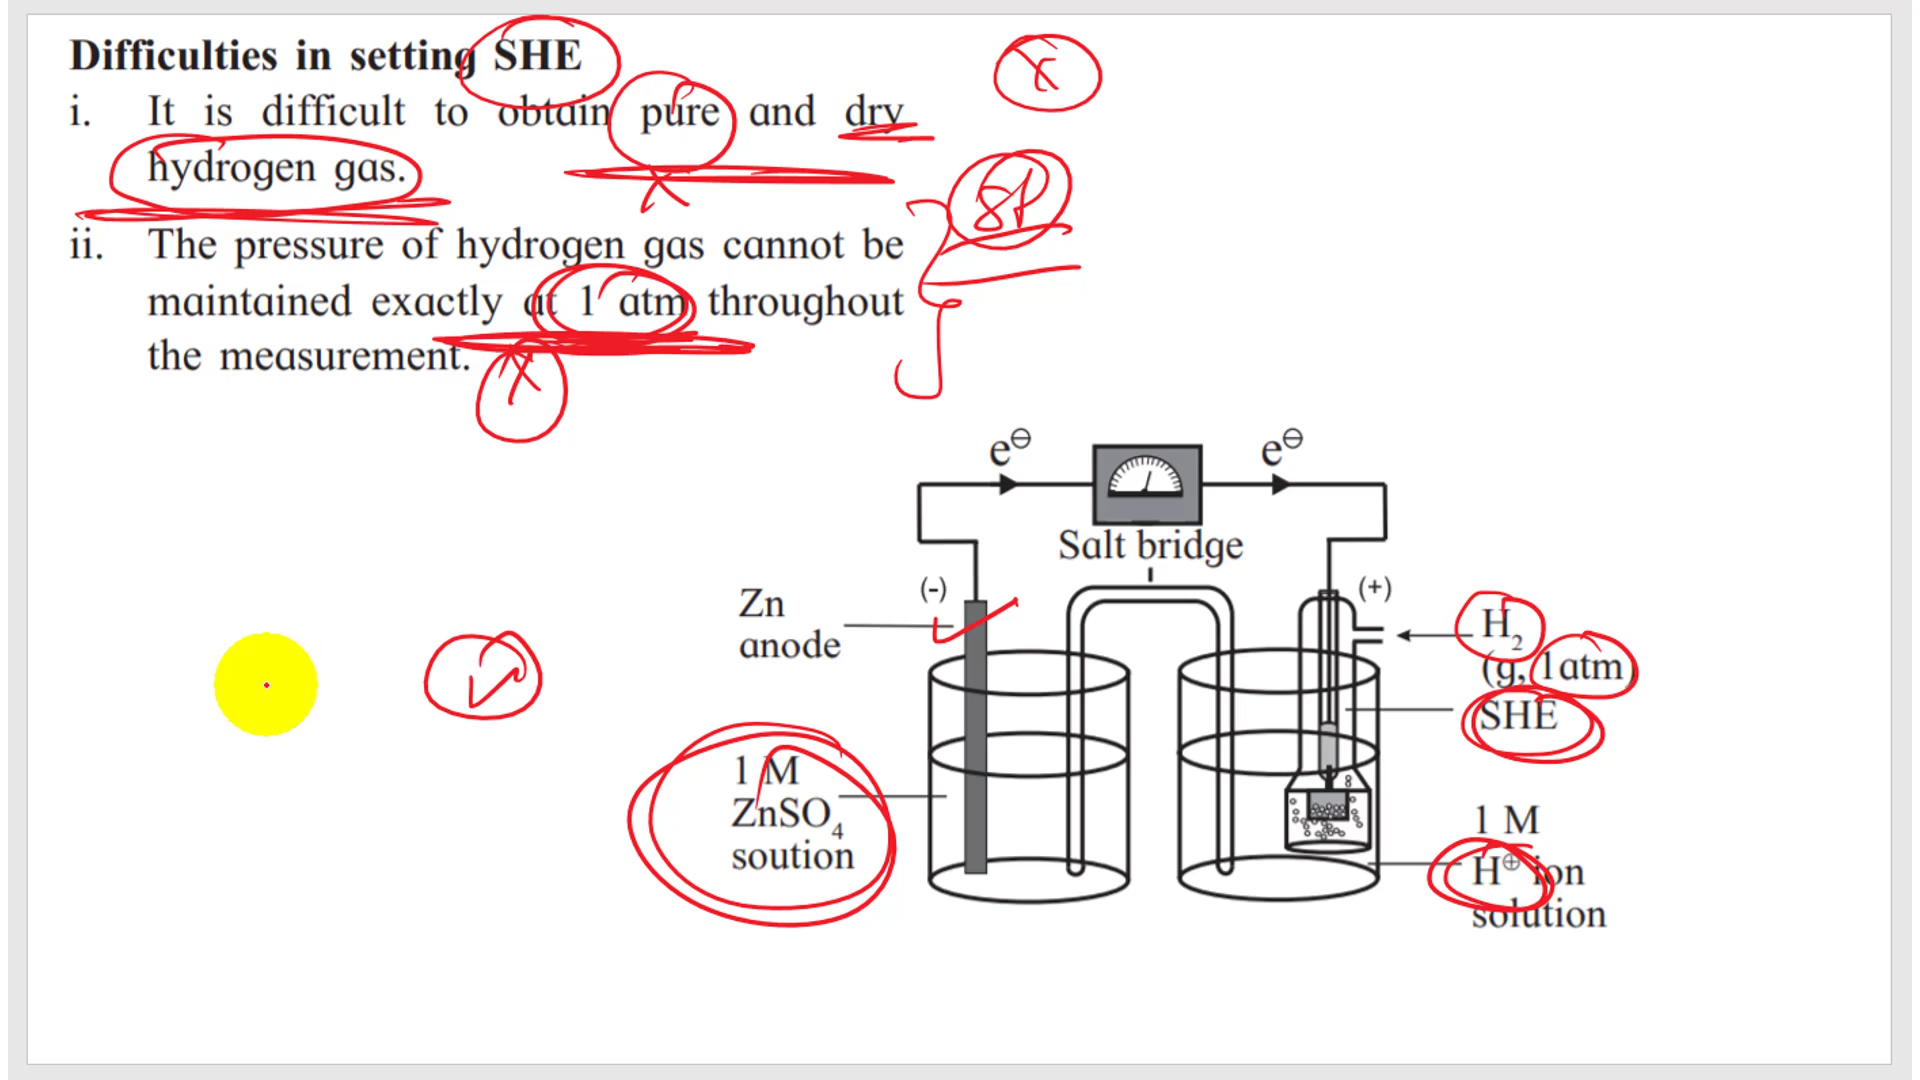 Difficulties in setting SHE
i. It is difficult to obtain pure and dry
hydrogen gas.
ii. The pressure of hydrogen gas cannot be
maintained exactly at 1 atm throughout
the measurement.
e⊖ e⊖
Salt bridge
(-) (+)
Zn
anode
H₂
(g, 1atm)
SHE
1 M
ZnSO₄
soution
1 M
H⊕ ion
solution